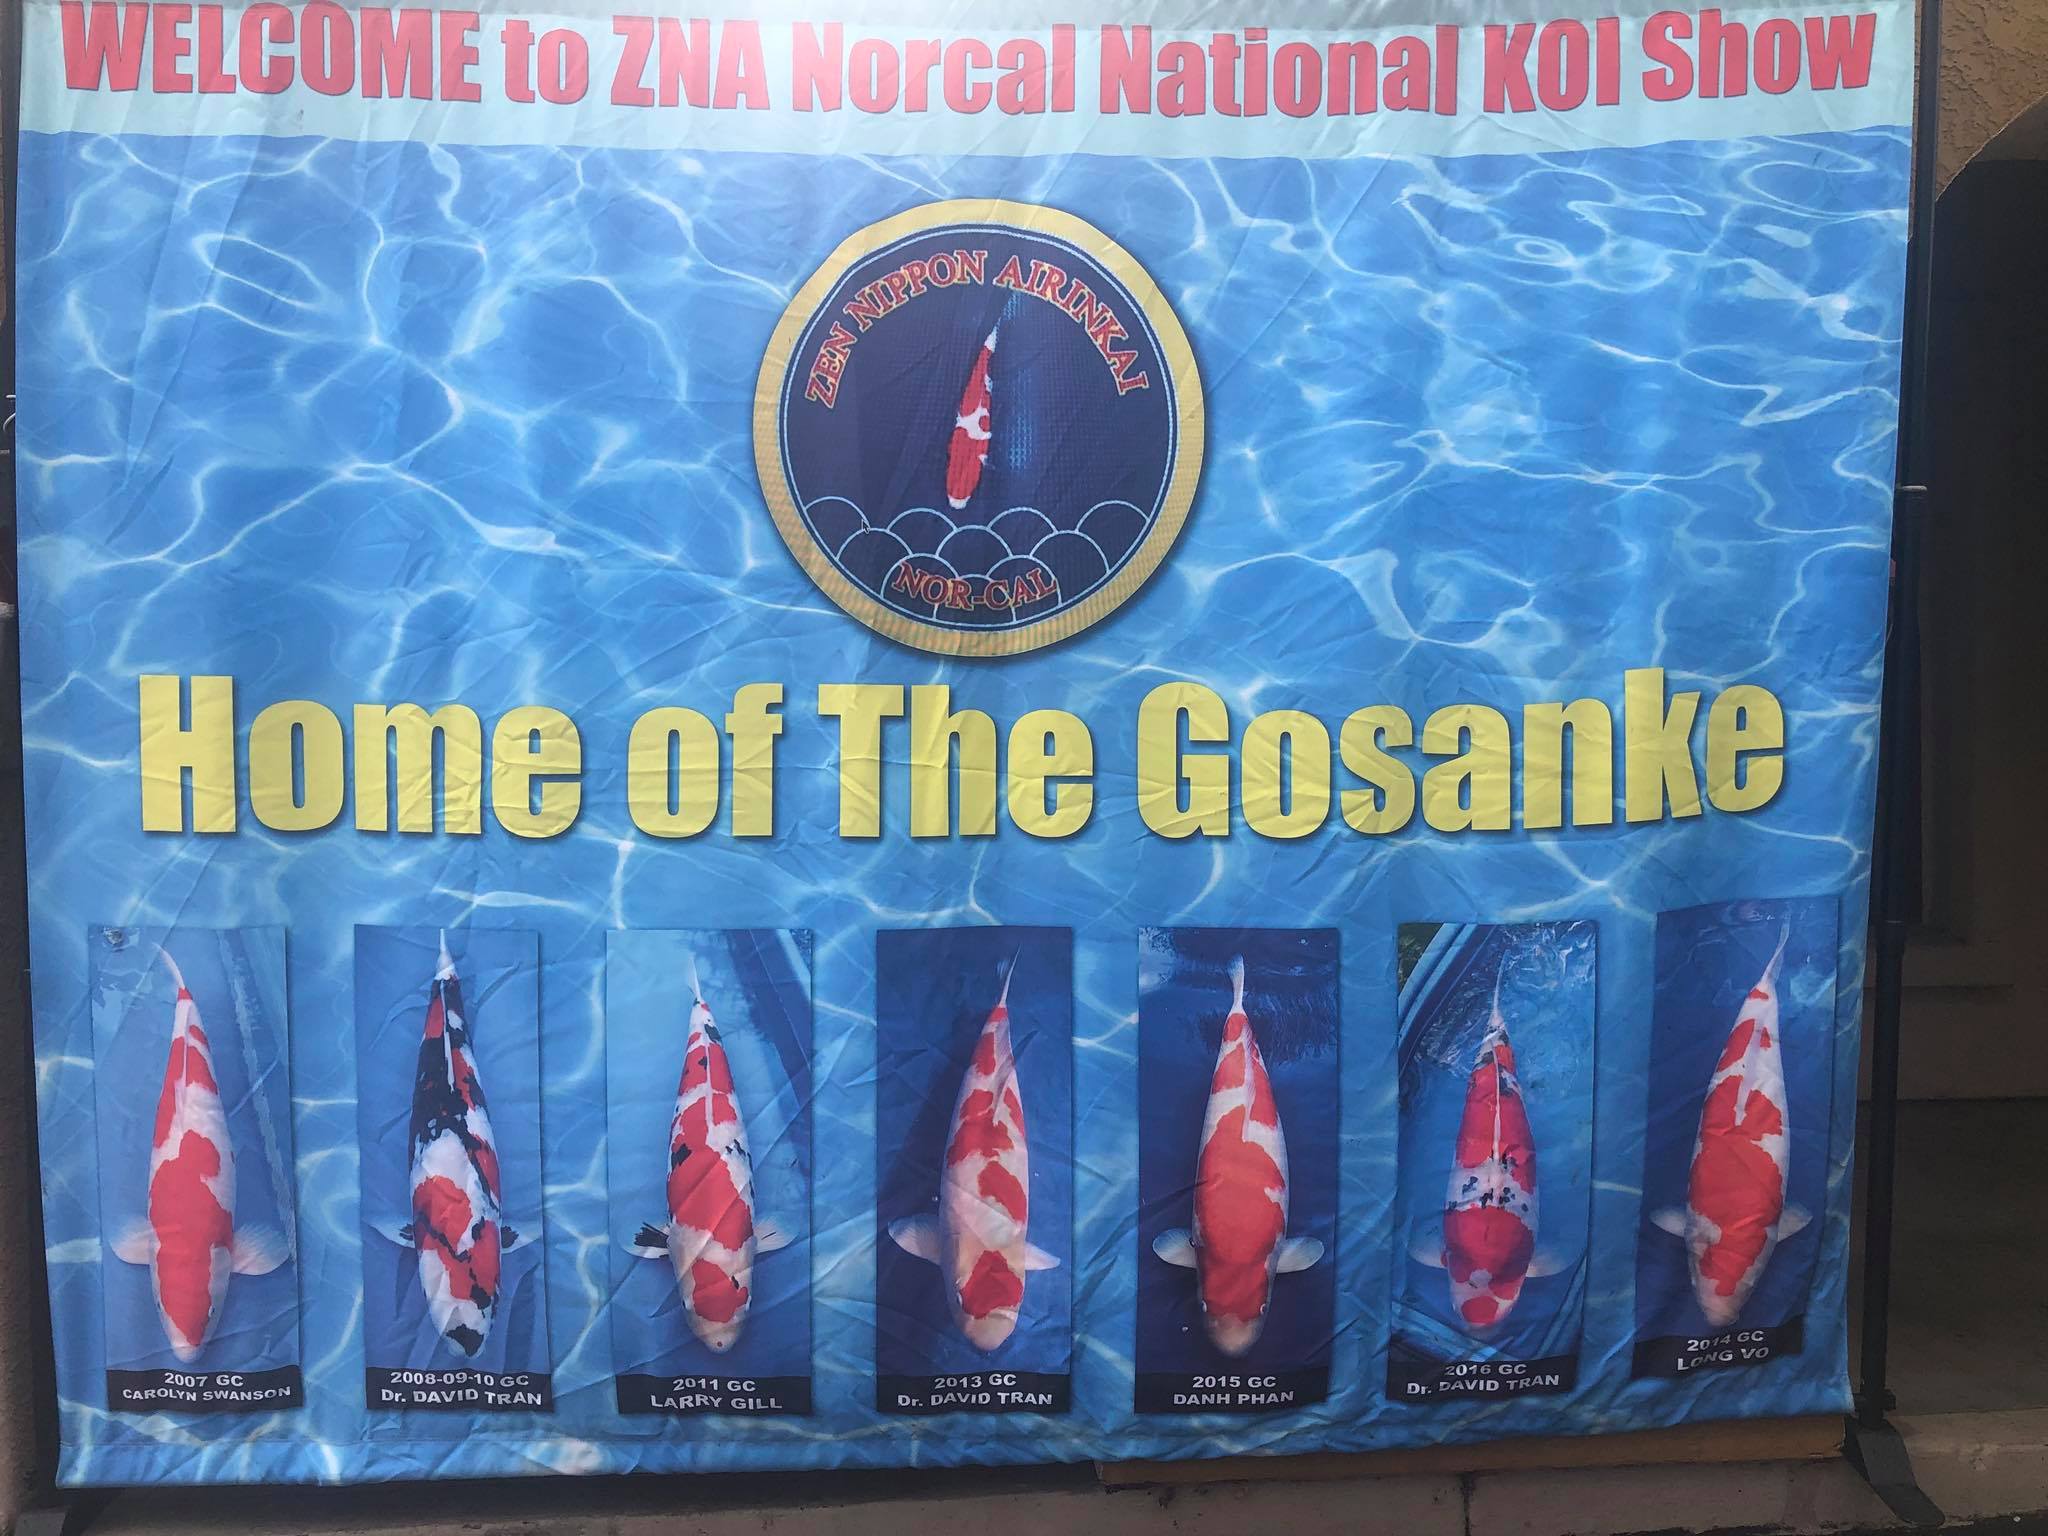 WELCOME to ZNA Norcal National KOI Show
ZEN NIPPON AIRINKAI
NOR-CAL
Home of The Gosanke
2007 GC
CAROLYN SWANSON
2008-09-10 GC
Dr. DAVID TRAN
2011 GC
LARRY GILL
2013 GC
Dr. DAVID TRAN
2015 GC
DANH PHAN
2016 GC
Dr. DAVID TRAN
2014 GC
LONG VO